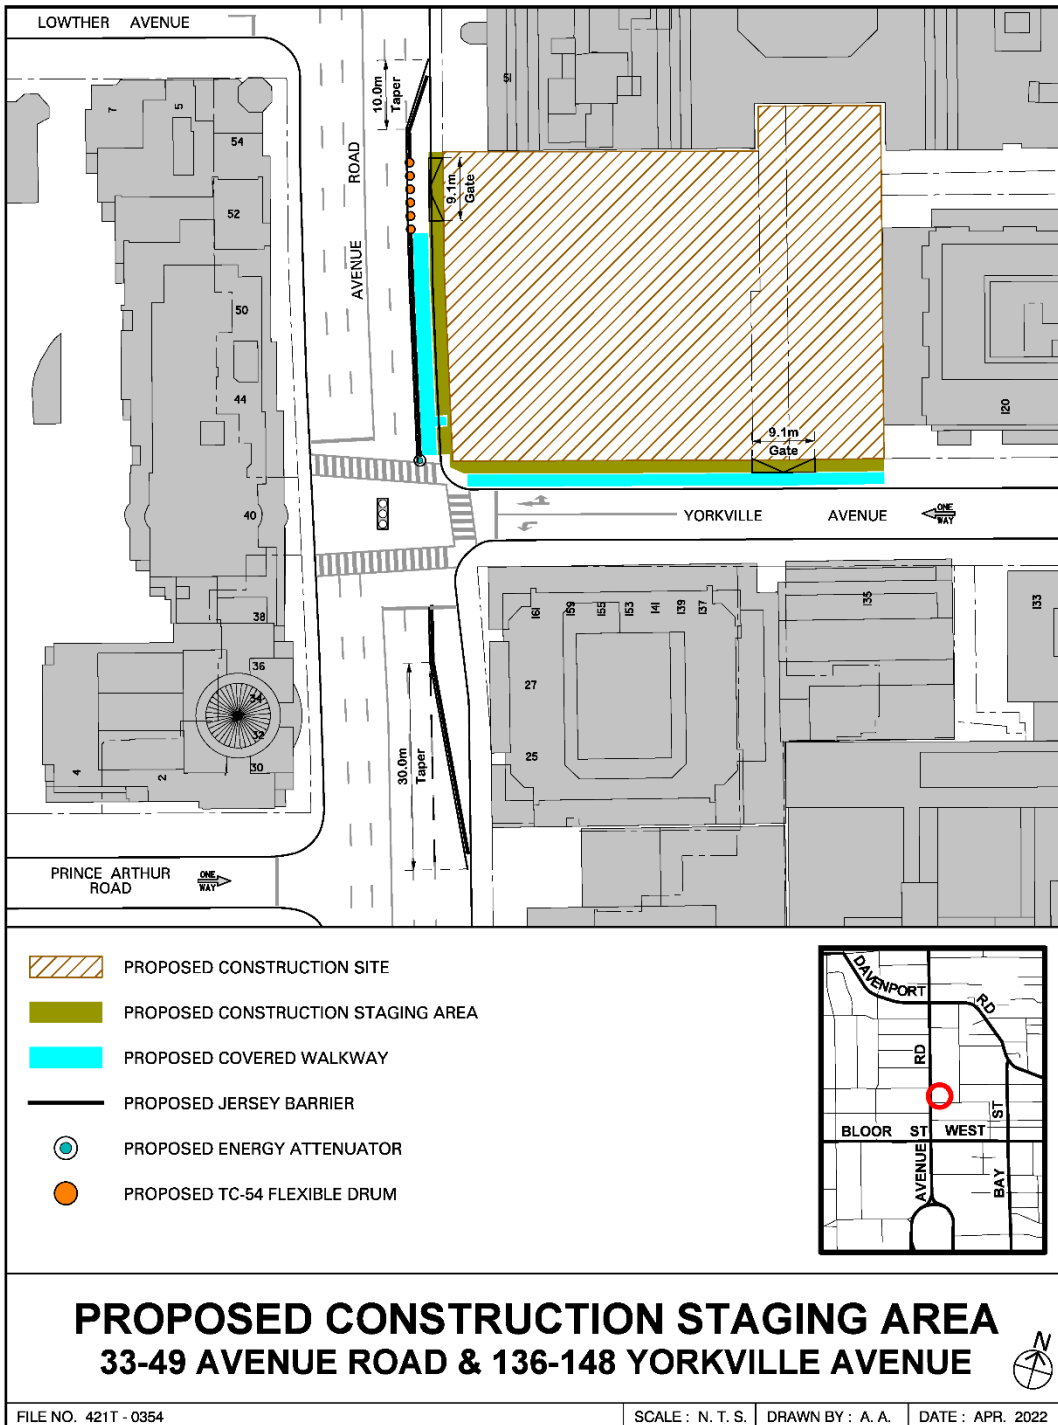 LOWTHER AVENUE
10.0m
Taper
AVENUE ROAD
9.1m
Gate
7
5
54
52
50
44
40
38
36
34
32
30
4
2
120
9.1m
Gate
YORKVILLE AVENUE
ONE
WAY
161
159
155
153
141
139
137
135
133
27
25
30.0m
Taper
PRINCE ARTHUR
ROAD
ONE
WAY
PROPOSED CONSTRUCTION SITE
PROPOSED CONSTRUCTION STAGING AREA
PROPOSED COVERED WALKWAY
PROPOSED JERSEY BARRIER
PROPOSED ENERGY ATTENUATOR
PROPOSED TC-54 FLEXIBLE DRUM
DAVENPORT RD
AVENUE RD
BLOOR ST WEST
BAY ST
PROPOSED CONSTRUCTION STAGING AREA
33-49 AVENUE ROAD & 136-148 YORKVILLE AVENUE
N
FILE NO. 421T - 0354
SCALE : N. T. S.
DRAWN BY : A. A.
DATE : APR. 2022